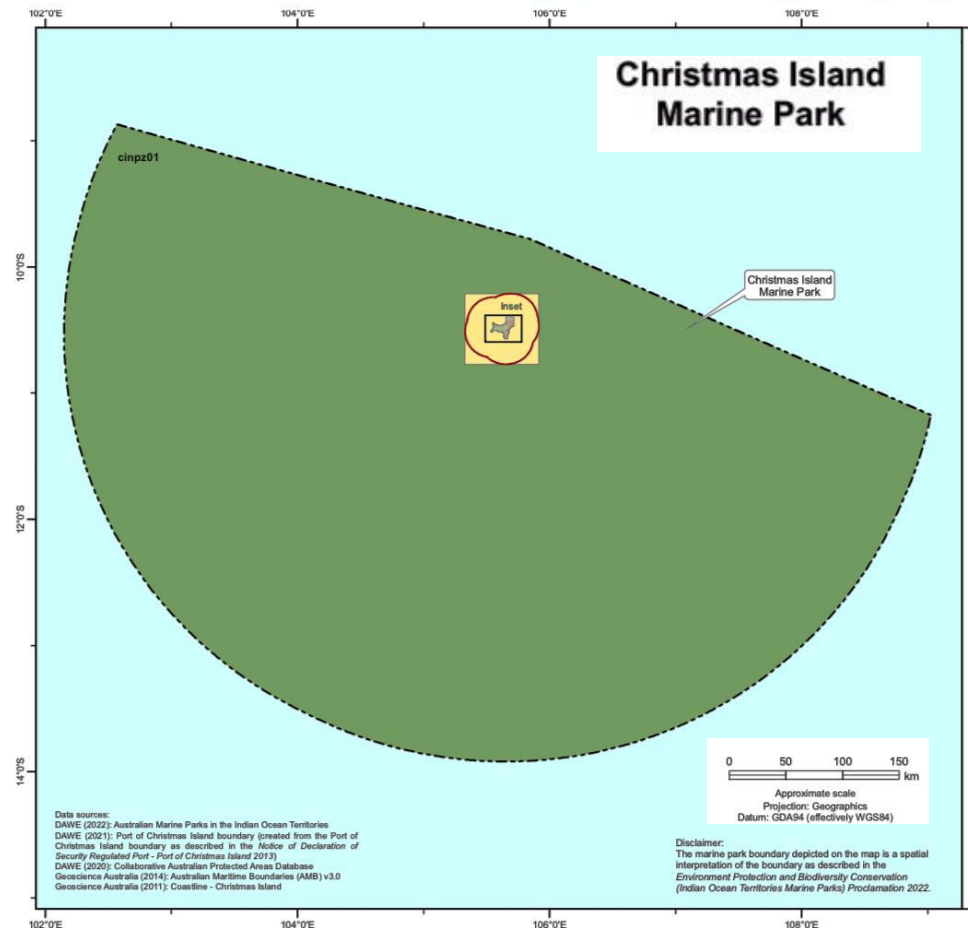 102°0'E
104°0'E
106°0'E
108°0'E
Christmas Island
Marine Park
cinpz01
10°0'S
Christmas Island
Marine Park
Inset
12°0'S
14°0'S
0 50 100 150
km
Approximate scale
Projection: Geographics
Datum: GDA94 (effectively WGS84)
Data sources:
DAWE (2022): Australian Marine Parks in the Indian Ocean Territories
DAWE (2021): Port of Christmas Island boundary (created from the Port of
Christmas Island boundary as described in the Notice of Declaration of
Security Regulated Port - Port of Christmas Island 2013)
DAWE (2020): Collaborative Australian Protected Areas Database
Geoscience Australia (2014): Australian Maritime Boundaries (AMB) v3.0
Geoscience Australia (2011): Coastline - Christmas Island
Disclaimer:
The marine park boundary depicted on the map is a spatial
interpretation of the boundary as described in the
Environment Protection and Biodiversity Conservation
(Indian Ocean Territories Marine Parks) Proclamation 2022.
102°0'E
104°0'E
106°0'E
108°0'E